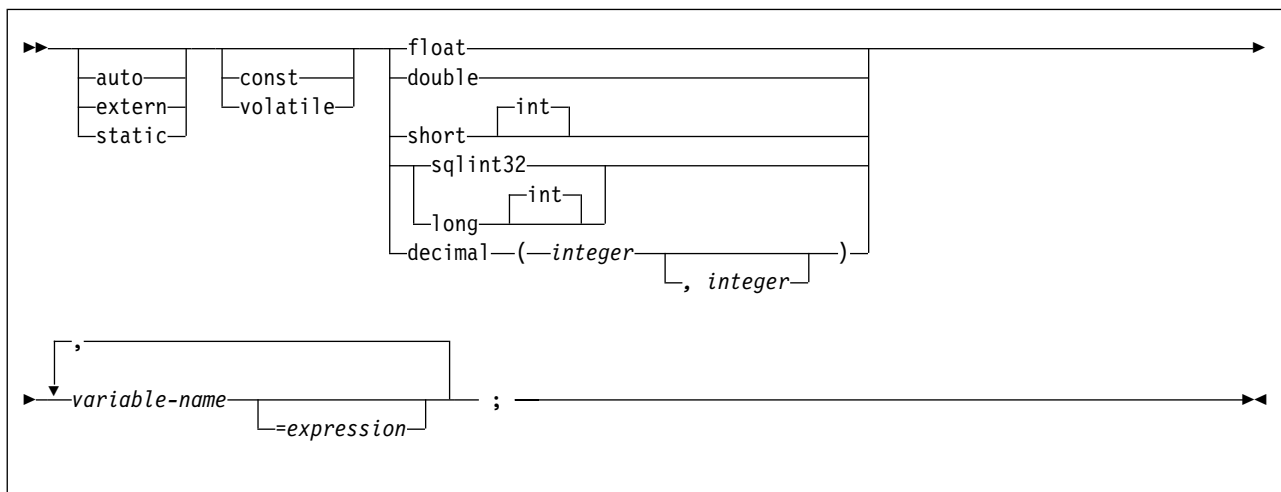 float
auto const double
extern volatile int
static short
sqlint32
int
long
decimal ( integer )
, integer
,
variable-name ;
=expression